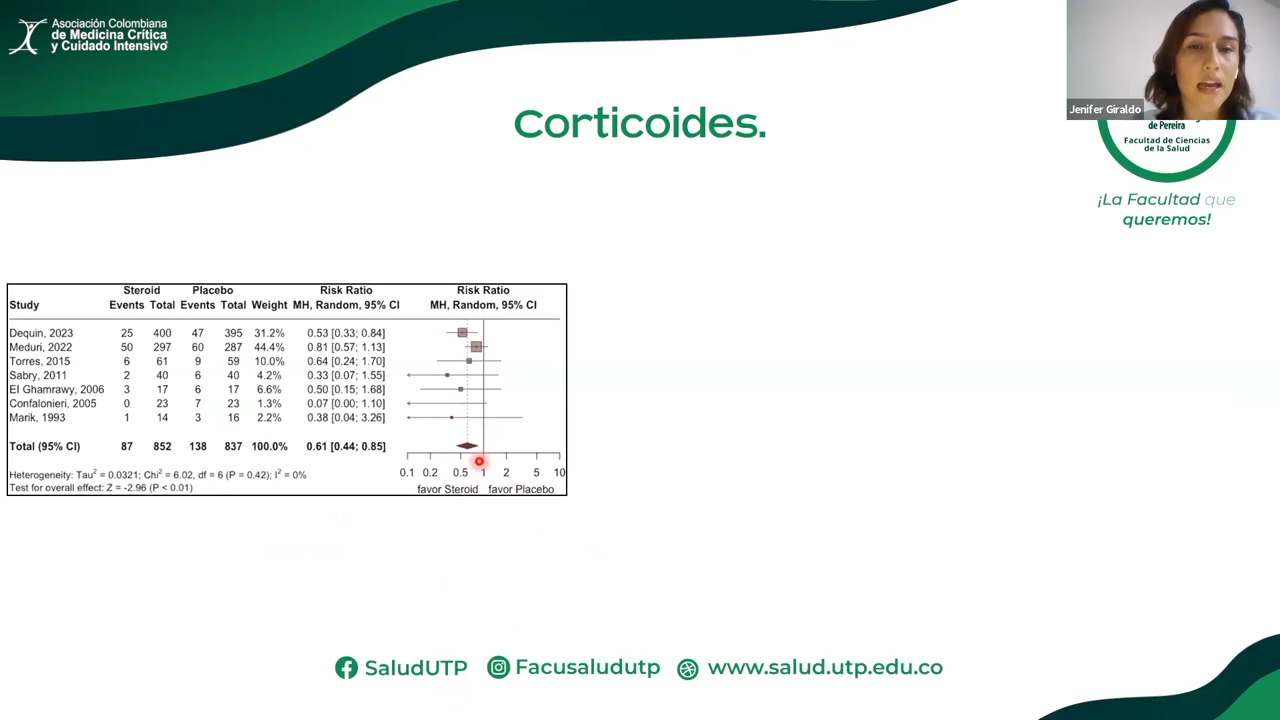 Asociación Colombiana
de Medicina Crítica
y Cuidado Intensivo
Corticoides.
Jenifer Giraldo
de Pereira
Facultad de Ciencias
de la Salud
¡La Facultad que
queremos!
Steroid Placebo Risk Ratio Risk Ratio
Study Events Total Events Total Weight MH, Random, 95% CI MH, Random, 95% CI
Dequin, 2023 25 400 47 395 31.2% 0.53 [0.33; 0.84]
Meduri, 2022 50 297 60 287 44.4% 0.81 [0.57; 1.13]
Torres, 2015 6 61 9 59 10.0% 0.64 [0.24; 1.70]
Sabry, 2011 2 40 6 40 4.2% 0.33 [0.07; 1.55]
El Ghamrawy, 2006 3 17 6 17 6.6% 0.50 [0.15; 1.68]
Confalonieri, 2005 0 23 7 23 1.3% 0.07 [0.00; 1.10]
Marik, 1993 1 14 3 16 2.2% 0.38 [0.04; 3.26]
Total (95% CI) 87 852 138 837 100.0% 0.61 [0.44; 0.85]
0.1 0.2 0.5 1 2 5 10
Heterogeneity: Tau² = 0.0321; Chi² = 6.02, df = 6 (P = 0.42); I² = 0%
Test for overall effect: Z = -2.96 (P < 0.01)
favor Steroid favor Placebo
SaludUTP Facusaludutp www.salud.utp.edu.co